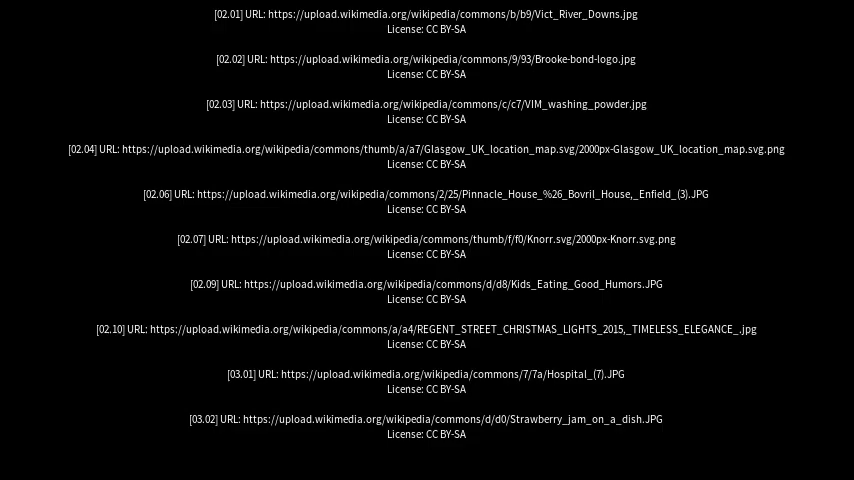 [02.01] URL: https://upload.wikimedia.org/wikipedia/commons/b/b9/Vict_River_Downs.jpg
License: CC BY-SA
[02.02] URL: https://upload.wikimedia.org/wikipedia/commons/9/93/Brooke-bond-logo.jpg
License: CC BY-SA
[02.03] URL: https://upload.wikimedia.org/wikipedia/commons/c/c7/VIM_washing_powder.jpg
License: CC BY-SA
[02.04] URL: https://upload.wikimedia.org/wikipedia/commons/thumb/a/a7/Glasgow_UK_location_map.svg/2000px-Glasgow_UK_location_map.svg.png
License: CC BY-SA
[02.06] URL: https://upload.wikimedia.org/wikipedia/commons/2/25/Pinnacle_House_%26_Bovril_House,_Enfield_(3).JPG
License: CC BY-SA
[02.07] URL: https://upload.wikimedia.org/wikipedia/commons/thumb/f/f0/Knorr.svg/2000px-Knorr.svg.png
License: CC BY-SA
[02.09] URL: https://upload.wikimedia.org/wikipedia/commons/d/d8/Kids_Eating_Good_Humors.JPG
License: CC BY-SA
[02.10] URL: https://upload.wikimedia.org/wikipedia/commons/a/a4/REGENT_STREET_CHRISTMAS_LIGHTS_2015,_TIMELESS_ELEGANCE_.jpg
License: CC BY-SA
[03.01] URL: https://upload.wikimedia.org/wikipedia/commons/7/7a/Hospital_(7).JPG
License: CC BY-SA
[03.02] URL: https://upload.wikimedia.org/wikipedia/commons/d/d0/Strawberry_jam_on_a_dish.JPG
License: CC BY-SA